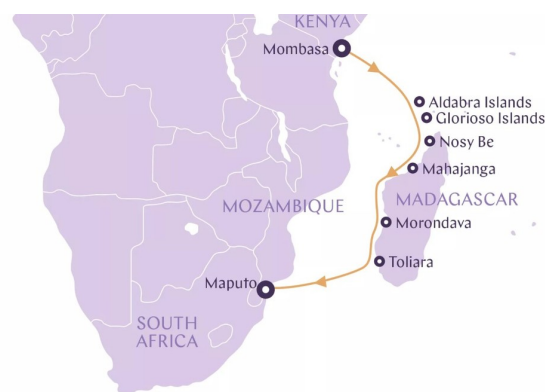 KENYA
Mombasa
Aldabra Islands
Glorioso Islands
Nosy Be
Mahajanga
MOZAMBIQUE
MADAGASCAR
Morondava
Toliara
Maputo
SOUTH
AFRICA